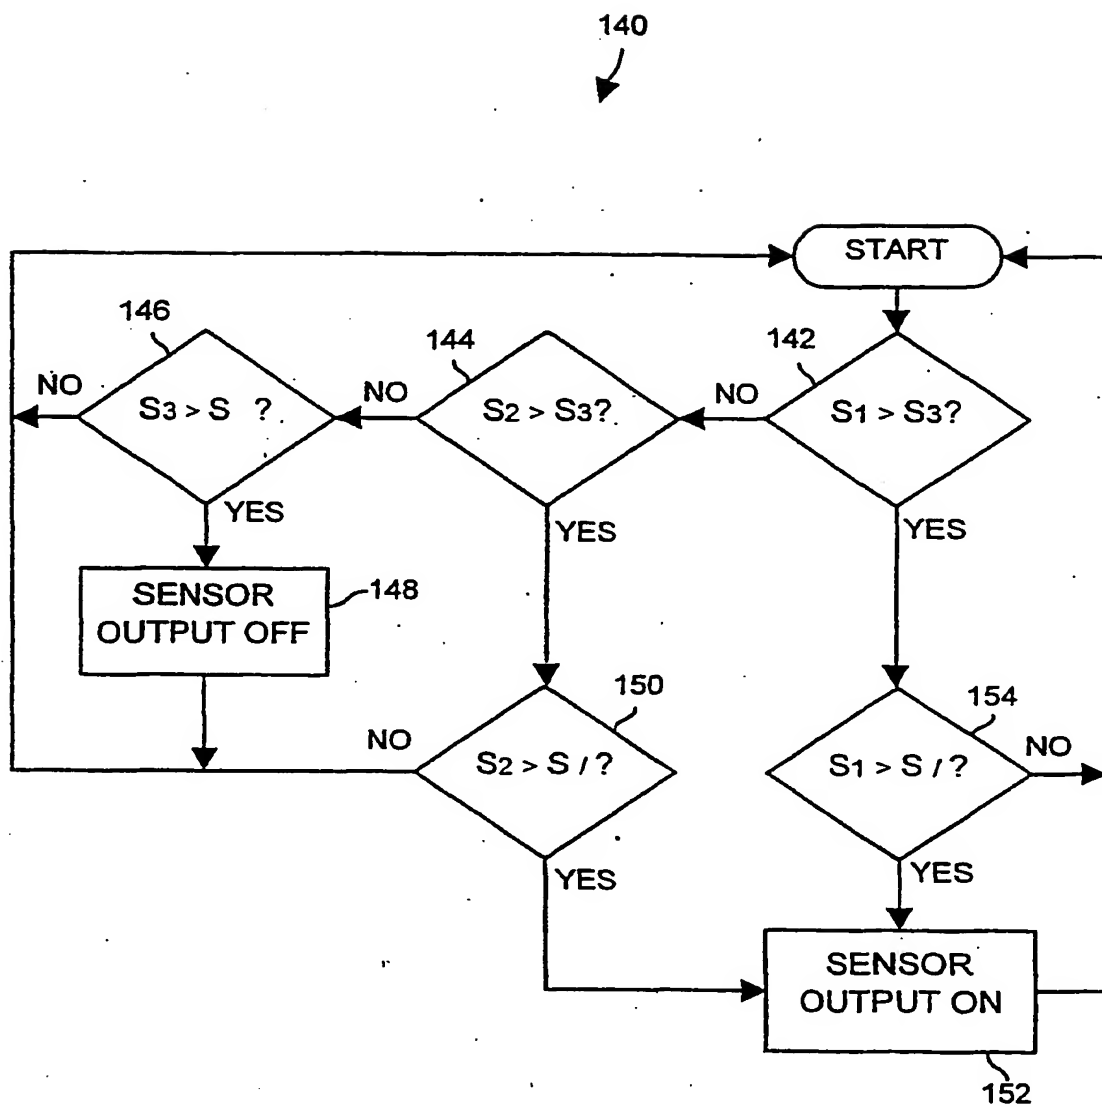 140
START
146
144
142
NO
NO
NO
S3 > S ?
S2 > S3?
S1 > S3?
YES
YES
YES
SENSOR
OUTPUT OFF
148
150
154
NO
NO
S2 > S / ?
S1 > S / ?
YES
YES
SENSOR
OUTPUT ON
152